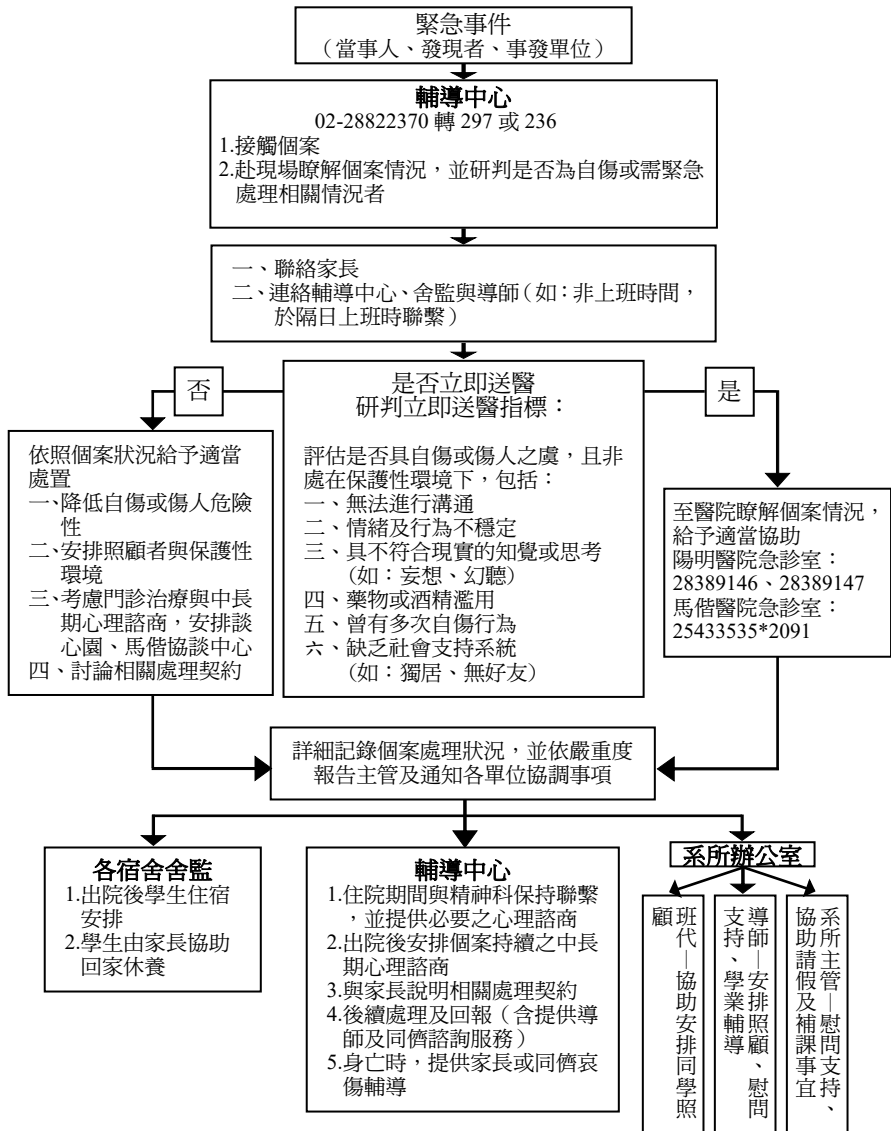 緊急事件
（當事人、發現者、事發單位）
輔導中心
02-28822370 轉 297 或 236
1.接觸個案
2.赴現場瞭解個案情況，並研判是否為自傷或需緊急
處理相關情況者
一、聯絡家長
二、連絡輔導中心、舍監與導師（如：非上班時間，
於隔日上班時聯繫）
否
是否立即送醫
研判立即送醫指標：
評估是否具自傷或傷人之虞，且非
處在保護性環境下，包括：
一、無法進行溝通
二、情緒及行為不穩定
三、具不符合現實的知覺或思考
(如：妄想、幻聽）
四、藥物或酒精濫用
五、曾有多次自傷行為
六、缺乏社會支持系統
(如：獨居、無好友）
是
依照個案狀況給予適當
處置
一、降低自傷或傷人危險
性
二、安排照顧者與保護性
環境
三、考慮門診治療與中長
期心理諮商，安排談
心園、馬偕協談中心
四、討論相關處理契約
至醫院瞭解個案情況，
給予適當協助
陽明醫院急診室：
28389146、28389147
馬偕醫院急診室：
25433535*2091
詳細記錄個案處理狀況，並依嚴重度
報告主管及通知各單位協調事項
各宿舍舍監
1.出院後學生住宿
安排
2.學生由家長協助
回家休養
輔導中心
1.住院期間與精神科保持聯繫
，並提供必要之心理諮商
2.出院後安排個案持續之中長
期心理諮商
3.與家長說明相關處理契約
4.後續處理及回報（含提供導
師及同儕諮詢服務）
5.身亡時，提供家長或同儕哀
傷輔導
系所辦公室
系所主管—慰問支持、
協助請假及補課事宜
導師—安排照顧、慰問
支持、學業輔導
班代—協助安排同學照
顧